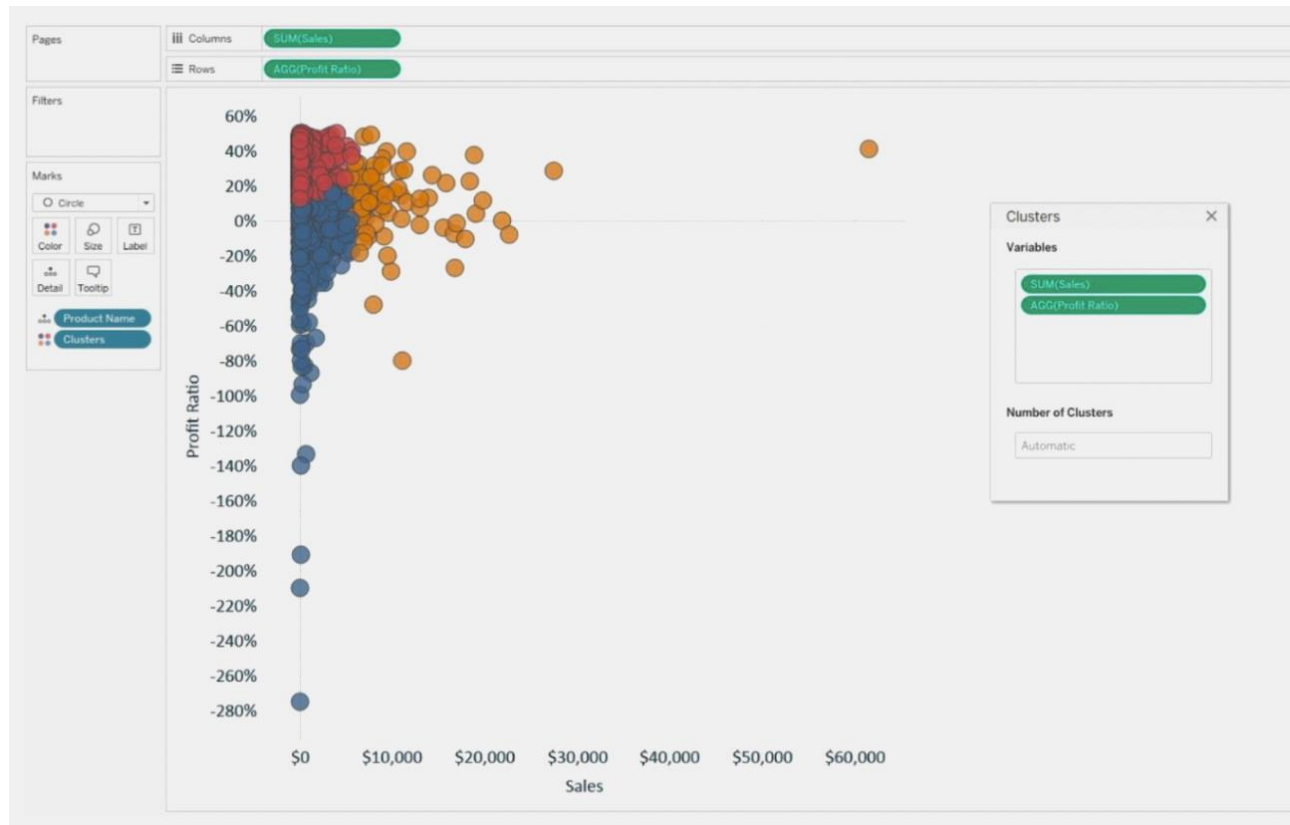 Pages
Columns SUM(Sales)
Rows AGG(Profit Ratio)
Filters
Marks
Circle
Color Size Label
Detail Tooltip
Product Name
Clusters
60%
40%
20%
0%
-20%
-40%
-60%
-80%
-100%
-120%
-140%
-160%
-180%
-200%
-220%
-240%
-260%
-280%
Profit Ratio
$0 $10,000 $20,000 $30,000 $40,000 $50,000 $60,000
Sales
Clusters
Variables
SUM(Sales)
AGG(Profit Ratio)
Number of Clusters
Automatic